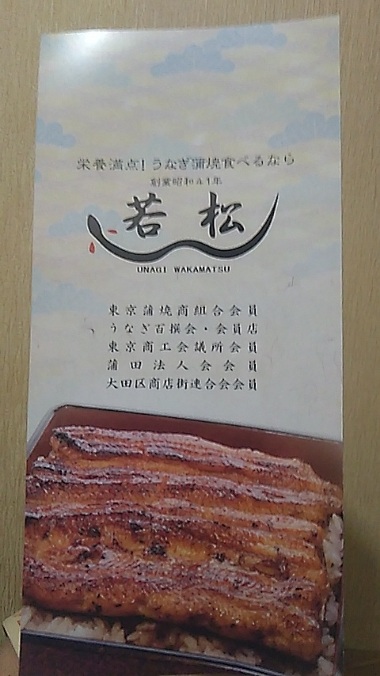 栄養満点！うなぎ蒲焼食べるなら
創業昭和41年
若松
UNAGI WAKAMATSU
東京蒲焼商組合会員
うなぎ百撰会・会員店
東京商工会議所会員
蒲田法人会会員
大田区商店街連合会会員